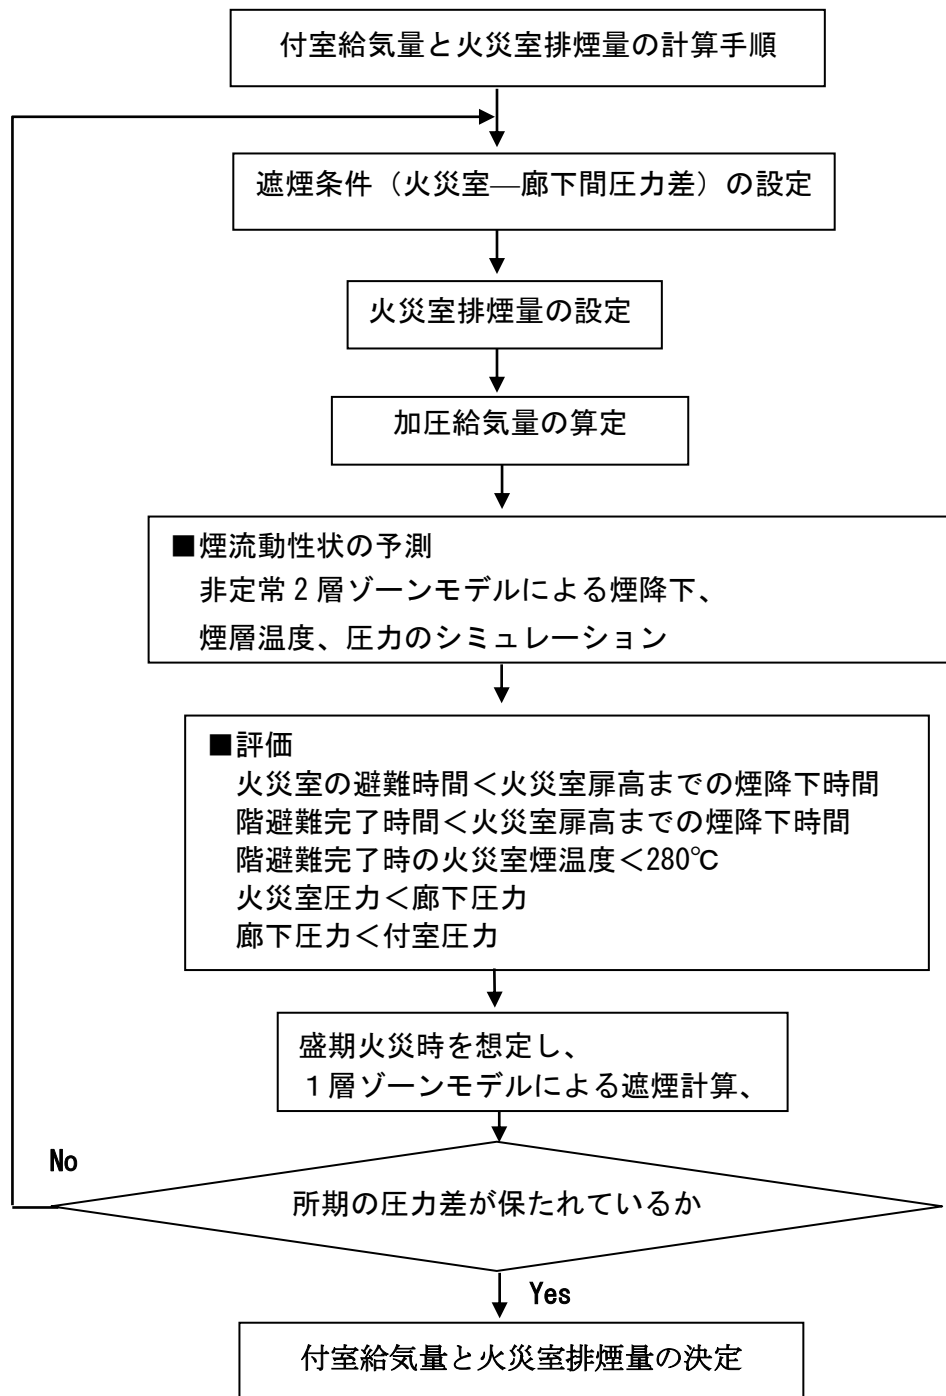 付室給気量と火災室排煙量の計算手順
遮煙条件（火災室―廊下間圧力差）の設定
火災室排煙量の設定
加圧給気量の算定
■煙流動性状の予測
非定常２層ゾーンモデルによる煙降下、
煙層温度、圧力のシミュレーション
■評価
火災室の避難時間＜火災室扉高までの煙降下時間
階避難完了時間＜火災室扉高までの煙降下時間
階避難完了時の火災室煙温度＜280℃
火災室圧力＜廊下圧力
廊下圧力＜付室圧力
盛期火災時を想定し、
１層ゾーンモデルによる遮煙計算、
No
所期の圧力差が保たれているか
Yes
付室給気量と火災室排煙量の決定